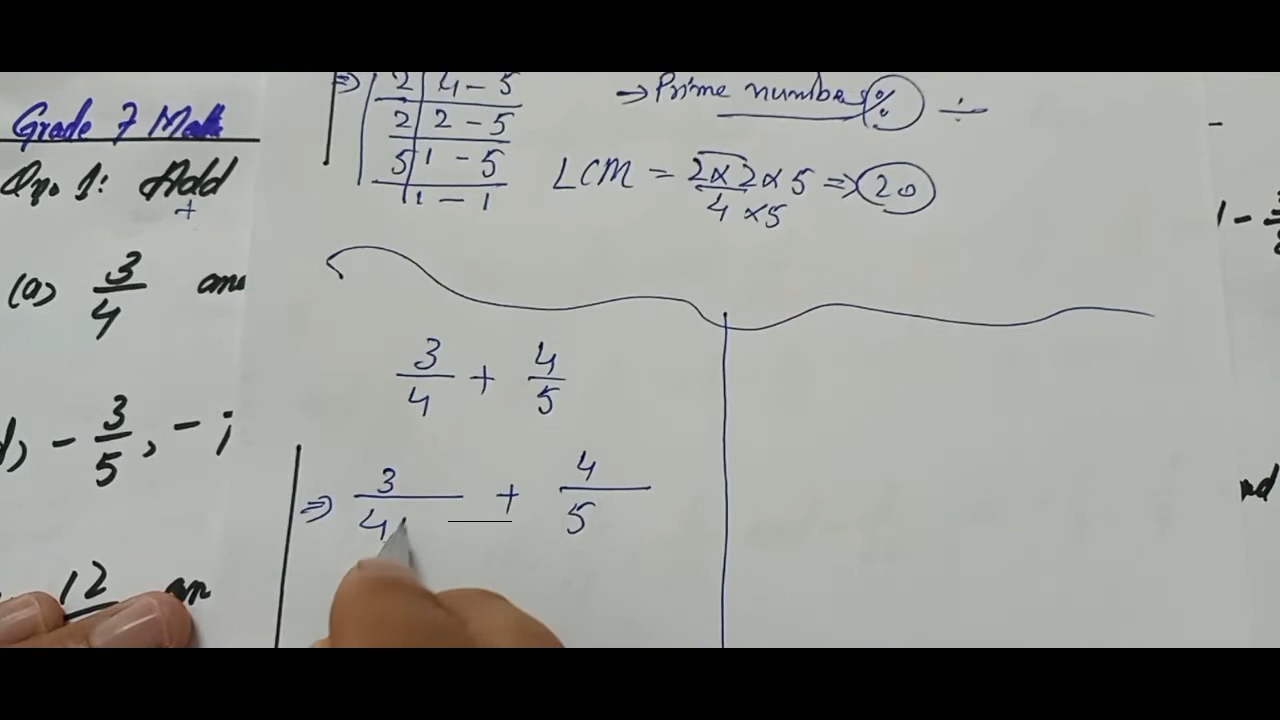 Grade 7 Math
Qno 1: Add
+
(a) 3/4 and
- 3/5, -
12
⇒ 2 | 4 - 5
2 | 2 - 5
5 | 1 - 5
1 - 1
→ Prime number % ÷
LCM = 2 x 2 x 5 ⇒ 20
4 x 5
3/4 + 4/5
⇒ 3/4 + 4/5